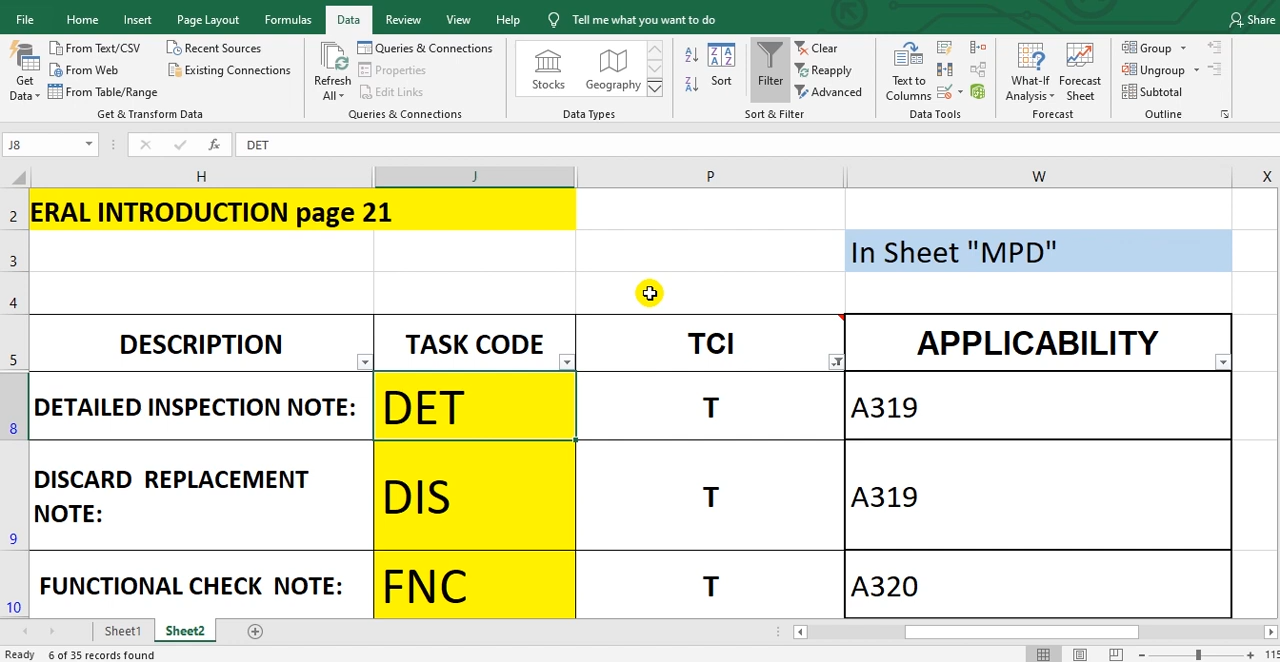 File Home Insert Page Layout Formulas Data Review View Help Tell me what you want to do Share
Get Data
From Text/CSV
From Web
From Table/Range
Recent Sources
Existing Connections
Get & Transform Data
Refresh All
Queries & Connections
Properties
Edit Links
Queries & Connections
Stocks
Geography
Data Types
Sort
Filter
Clear
Reapply
Advanced
Sort & Filter
Text to Columns
Data Tools
What-If Analysis
Forecast Sheet
Forecast
Group
Ungroup
Subtotal
Outline
J8 fx DET
H J P W X
2 ERAL INTRODUCTION page 21
3 In Sheet "MPD"
4
5 DESCRIPTION TASK CODE TCI APPLICABILITY
8 DETAILED INSPECTION NOTE: DET T A319
9 DISCARD REPLACEMENT NOTE: DIS T A319
10 FUNCTIONAL CHECK NOTE: FNC T A320
Sheet1 Sheet2
Ready 6 of 35 records found 115